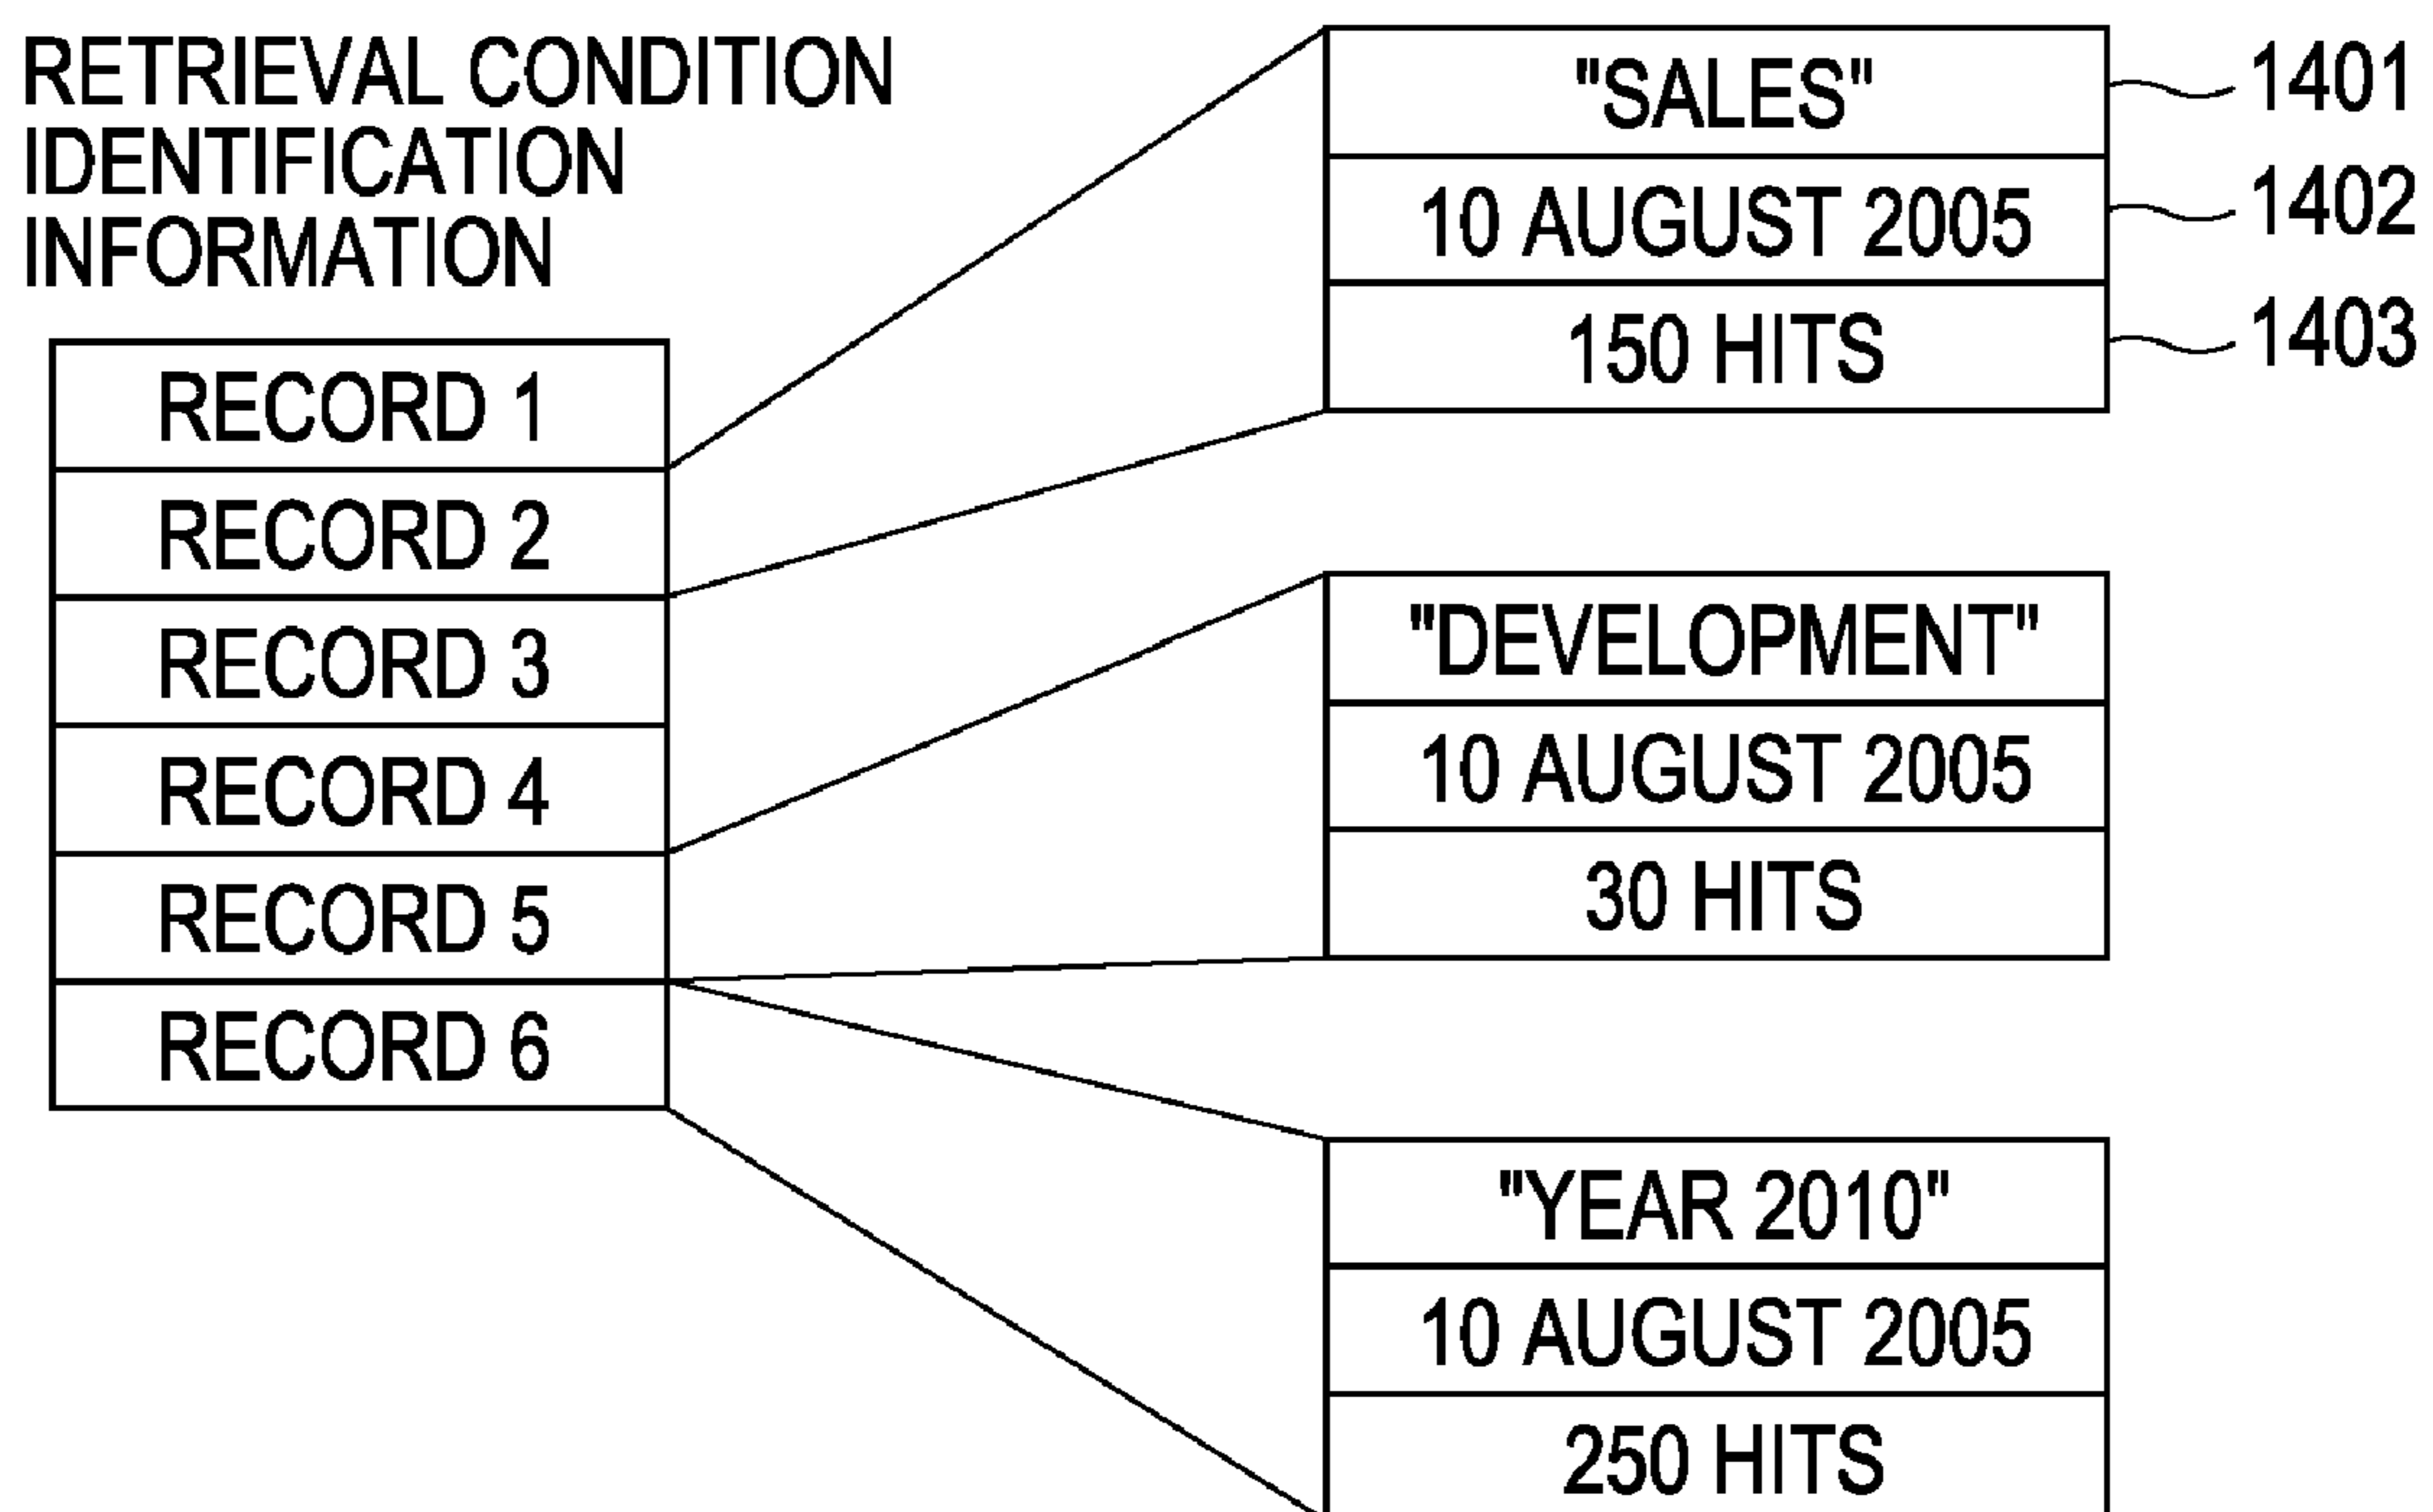 RETRIEVAL CONDITION
IDENTIFICATION
INFORMATION
RECORD 1
RECORD 2
RECORD 3
RECORD 4
RECORD 5
RECORD 6
"SALES" 1401
10 AUGUST 2005 1402
150 HITS 1403
"DEVELOPMENT"
10 AUGUST 2005
30 HITS
"YEAR 2010"
10 AUGUST 2005
250 HITS